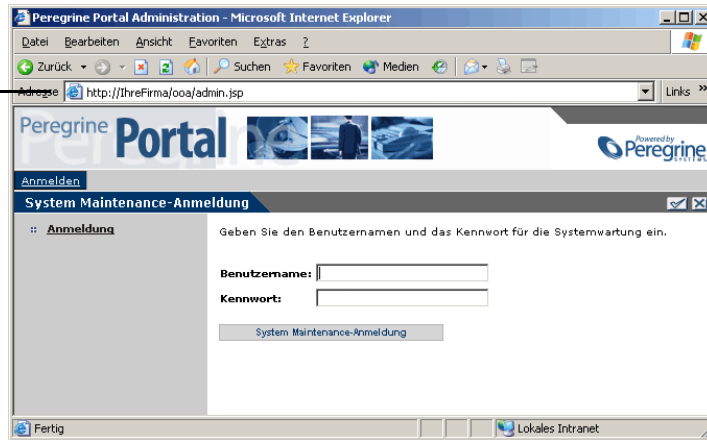 Peregrine Portal Administration - Microsoft Internet Explorer
Datei Bearbeiten Ansicht Favoriten Extras ?
Zurück Suchen Favoriten Medien
Adresse http://IhreFirma/ooa/admin.jsp Links »
Peregrine Portal
Powered by
Peregrine
SYSTEMS
Anmelden
System Maintenance-Anmeldung
:: Anmeldung
Geben Sie den Benutzernamen und das Kennwort für die Systemwartung ein.
Benutzername:
Kennwort:
System Maintenance-Anmeldung
Fertig Lokales Intranet